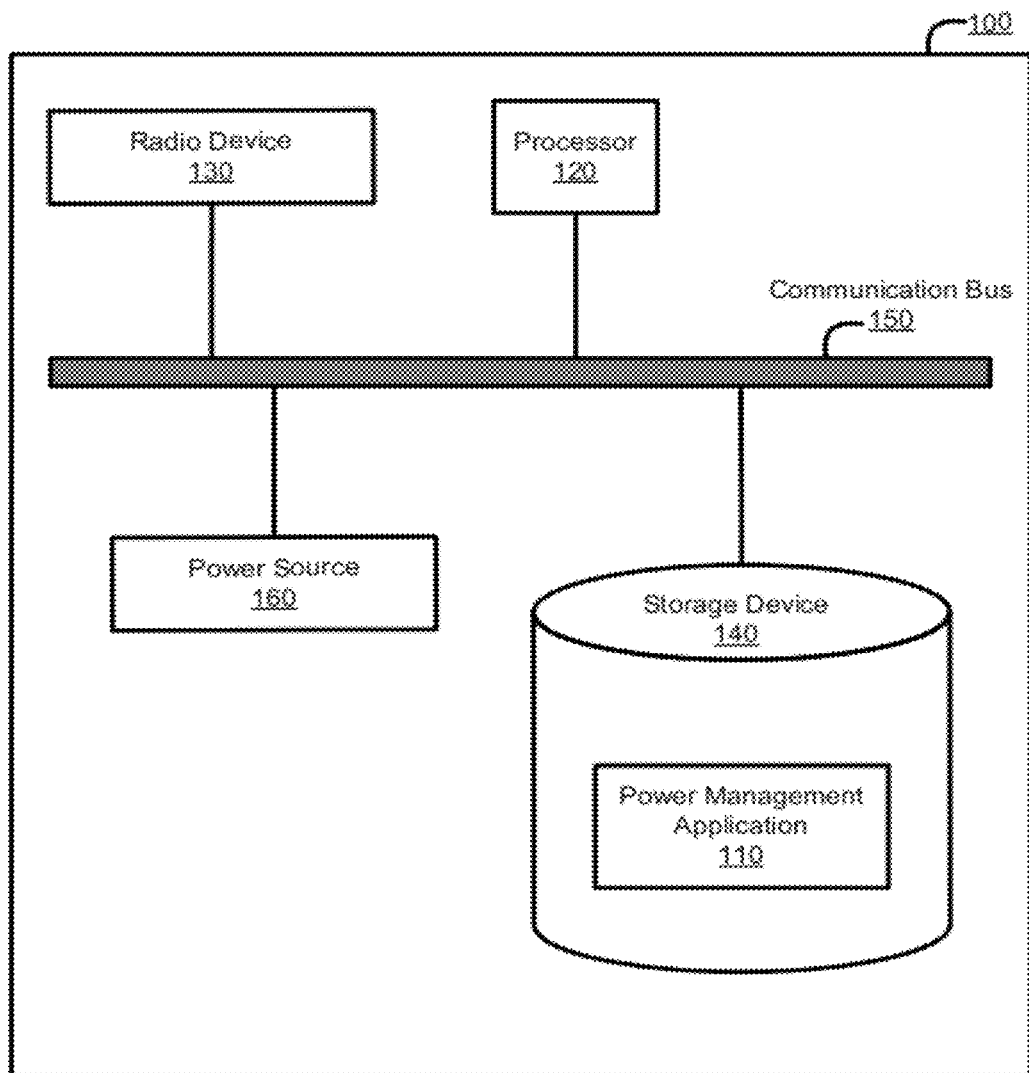 100
Radio Device
130
Processor
120
Communication Bus
150
Power Source
160
Storage Device
140
Power Management
Application
110